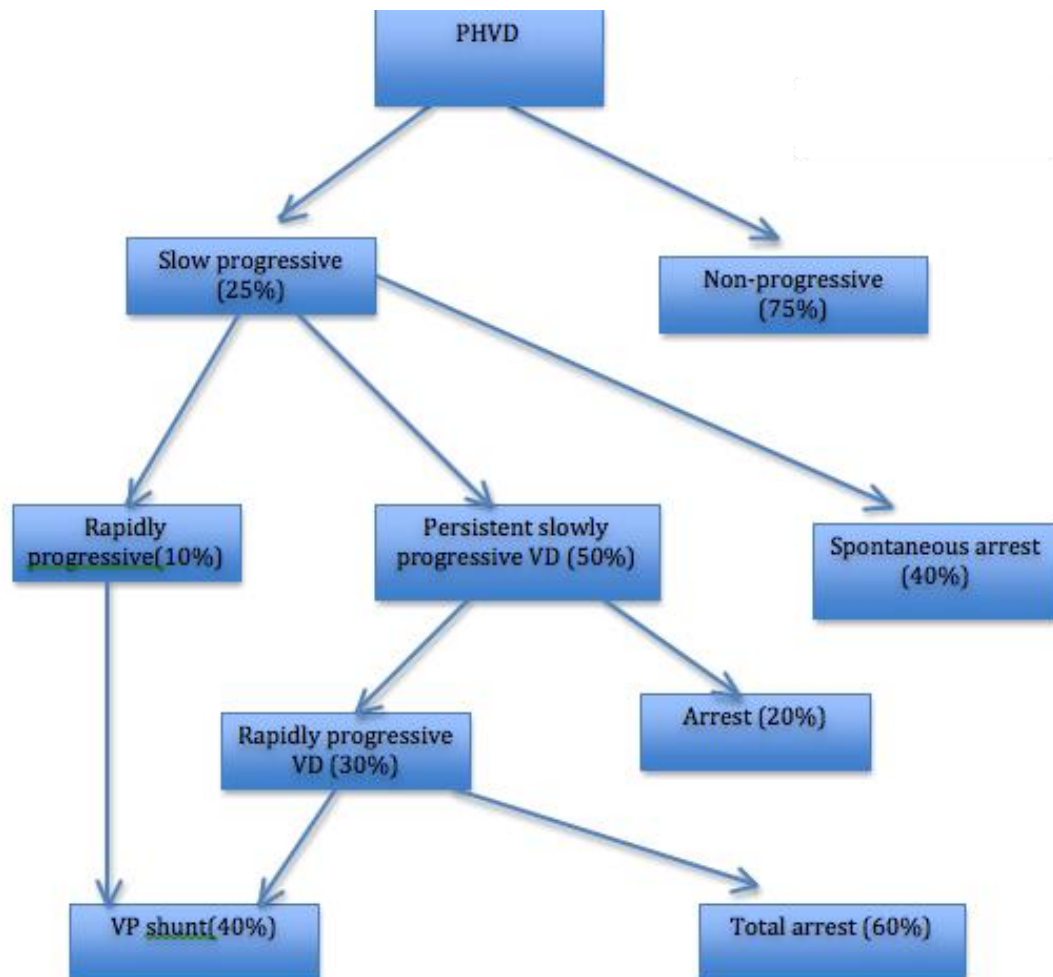 PHVD
Slow progressive
(25%)
Non-progressive
(75%)
Rapidly
progressive(10%)
Persistent slowly
progressive VD (50%)
Spontaneous arrest
(40%)
Rapidly progressive
VD (30%)
Arrest (20%)
VP shunt(40%)
Total arrest (60%)